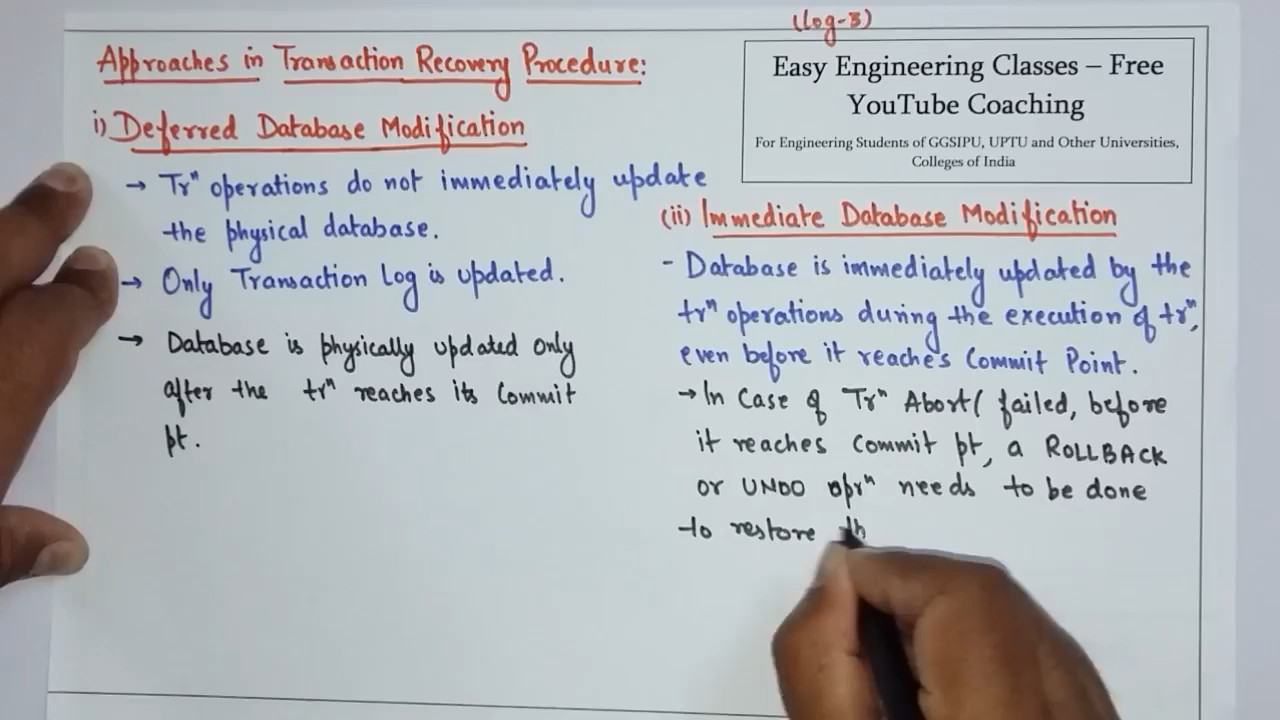 (log-3)
Approaches in Transaction Recovery Procedure:
Easy Engineering Classes – Free
YouTube Coaching
For Engineering Students of GGSIPU, UPTU and Other Universities,
Colleges of India
i) Deferred Database Modification
→ Trⁿ operations do not immediately update
the physical database.
→ Only Transaction Log is updated.
→ Database is physically updated only
after the trⁿ reaches its Commit
pt.
(ii) Immediate Database Modification
- Database is immediately updated by the
trⁿ operations during the execution of trⁿ,
even before it reaches Commit Point.
→ In Case of Trⁿ Abort( failed, before
it reaches Commit pt, a ROLLBACK
or UNDO oprⁿ needs to be done
to restore th